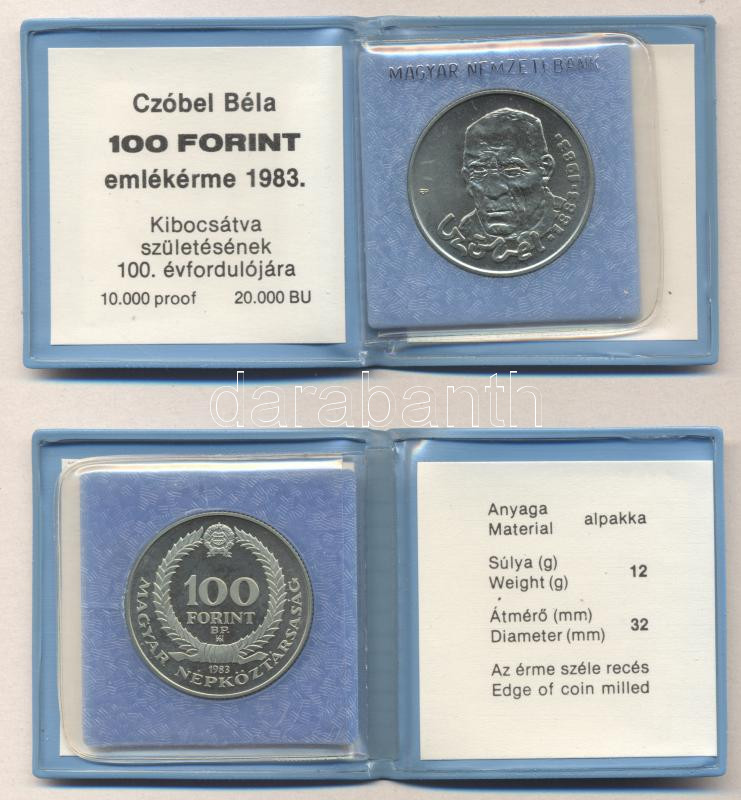 Czóbel Béla
100 FORINT
emlékérme 1983.
Kibocsátva
születésének
100. évfordulójára
10.000 proof 20.000 BU
MAGYAR NEMZETI BANK
Czóbel
1883-1983
darabanth
100
FORINT
BP.
1983
MAGYAR NÉPKÖZTÁRSASÁG
Anyaga
Material alpakka
Súlya (g)
Weight (g) 12
Átmérő (mm)
Diameter (mm) 32
Az érme széle recés
Edge of coin milled